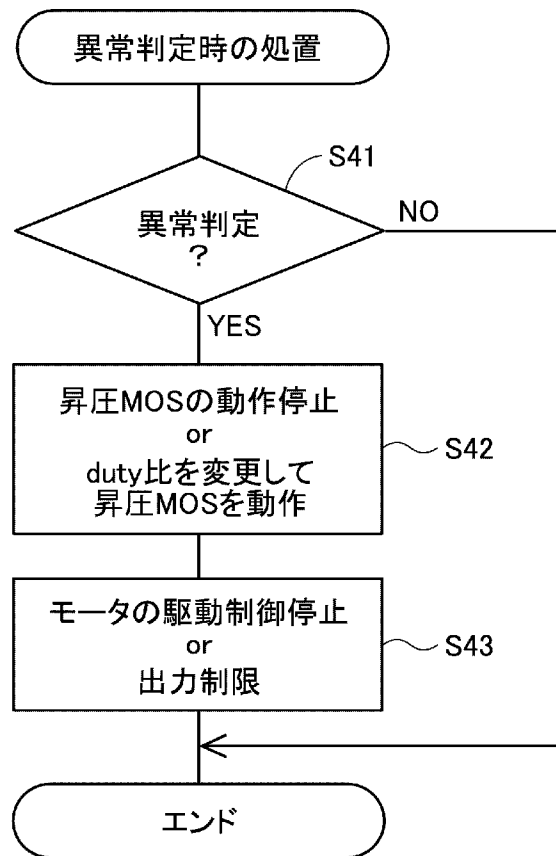 異常判定時の処置
S41
異常判定
?
NO
YES
昇圧MOSの動作停止
or
duty比を変更して
昇圧MOSを動作
S42
モータの駆動制御停止
or
出力制限
S43
エンド